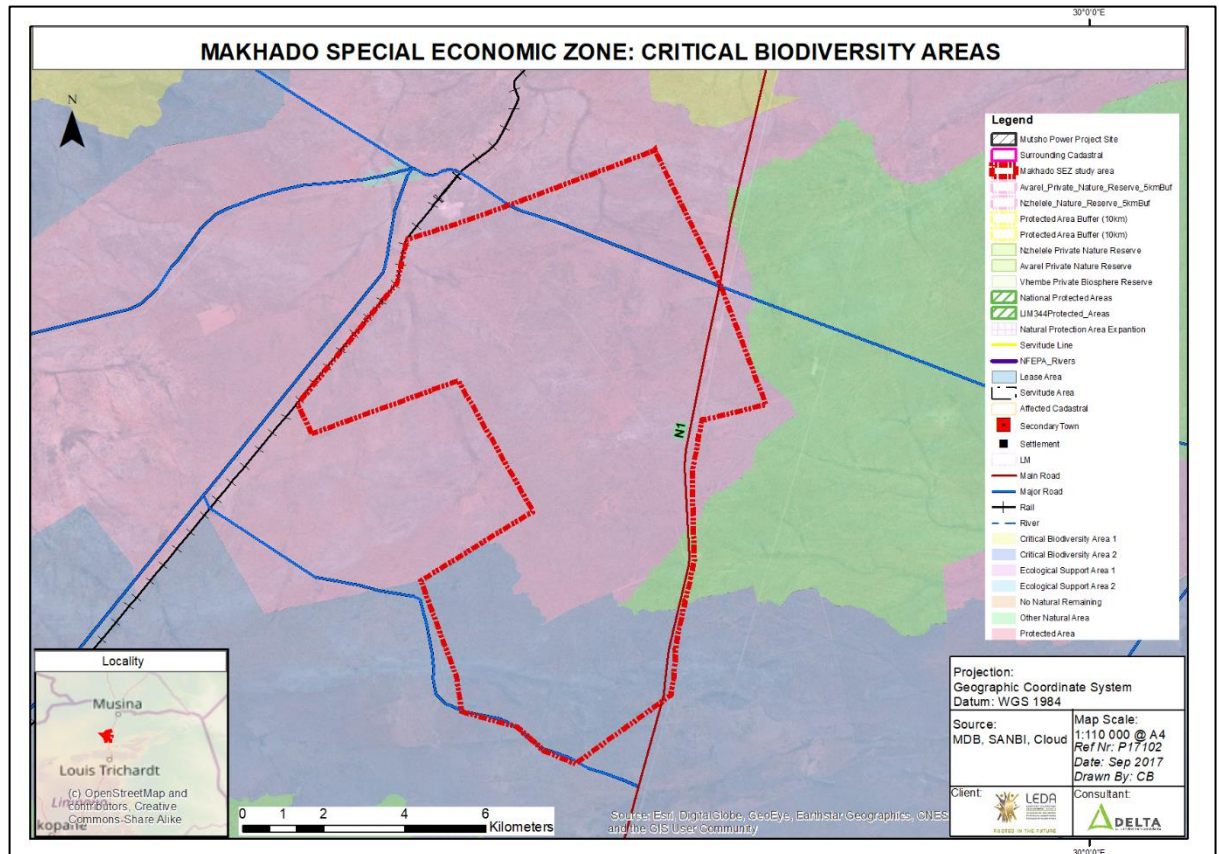 30°0'0"E
MAKHADO SPECIAL ECONOMIC ZONE: CRITICAL BIODIVERSITY AREAS
N
N1
Legend
Mutsho Power Project Site
Surrounding Cadastral
Makhado SEZ study area
Avarel_Private_Nature_Reserve_5kmBuf
Nzhelele_Nature_Reserve_5kmBuf
Protected Area Buffer (10km)
Protected Area Buffer (10km)
Nzhelele Private Nature Reserve
Avarel Private Nature Reserve
Vhembe Private Biosphere Reserve
National Protected Areas
LIM344Protected_Areas
Natural Protection Area Expantion
Servitude Line
NFEPA_Rivers
Lease Area
Servitude Area
Affected Cadastral
Secondary Town
Settlement
LM
Main Road
Major Road
Rail
River
Critical Biodiversity Area 1
Critical Biodiversity Area 2
Ecological Support Area 1
Ecological Support Area 2
No Natural Remaining
Other Natural Area
Protected Area
Locality
Musina
Louis Trichardt
(c) OpenStreetMap and
contributors, Creative
Commons-Share Alike
kopane
0 2 4 6
Kilometers
Source: Esri, DigitalGlobe, GeoEye, Earthstar Geographics, CNES
and the GIS User Community
Projection:
Geographic Coordinate System
Datum: WGS 1984
Source:
MDB, SANBI, Cloud
Map Scale:
1:110 000 @ A4
Ref Nr: P17102
Date: Sep 2017
Drawn By: CB
Client:
LEDA
Consultant:
DELTA
30°0'0"E